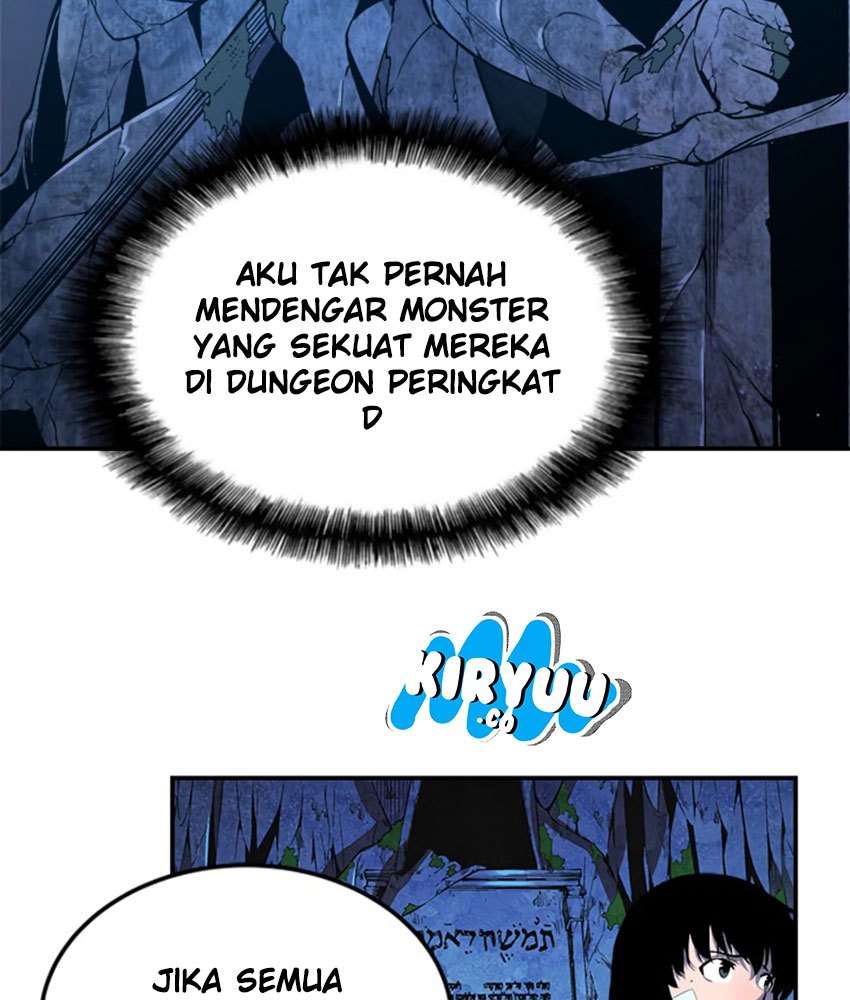 AKU TAK PERNAH
MENDENGAR MONSTER
YANG SEKUAT MEREKA
DI DUNGEON PERINGKAT
D
KIRYUU
.CO
JIKA SEMUA